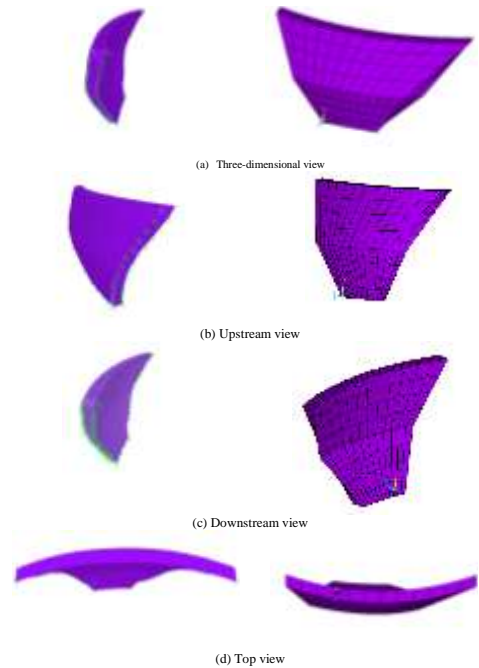 (a) Three-dimensional view
(b) Upstream view
(c) Downstream view
(d) Top view